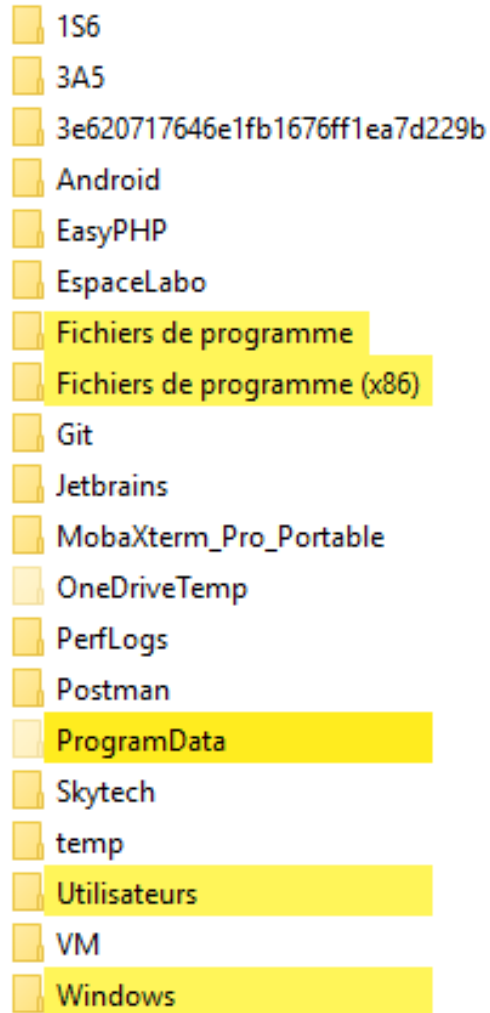 1S6
3A5
3e620717646e1fb1676ff1ea7d229b
Android
EasyPHP
EspaceLabo
Fichiers de programme
Fichiers de programme (x86)
Git
Jetbrains
MobaXterm_Pro_Portable
OneDriveTemp
PerfLogs
Postman
ProgramData
Skytech
temp
Utilisateurs
VM
Windows